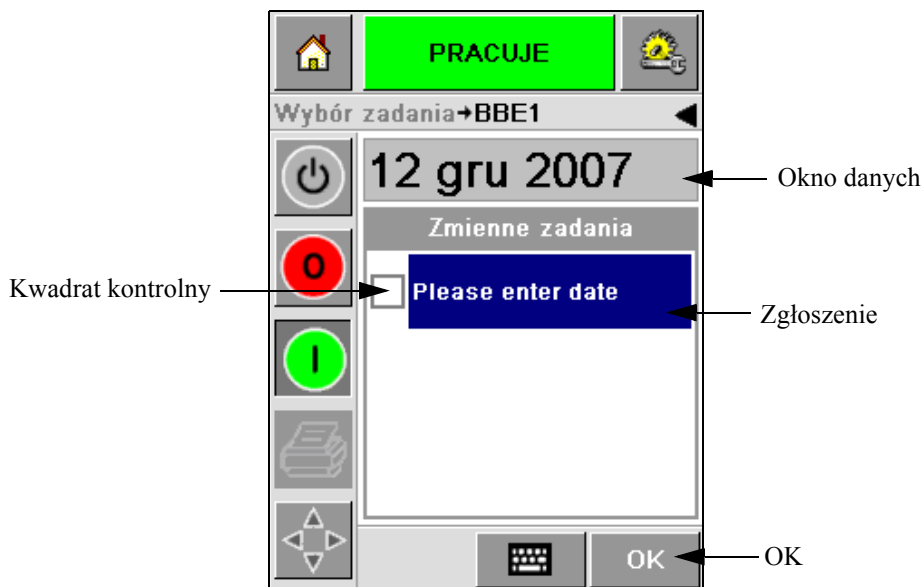 PRACUJE
Wybór zadania→BBE1
12 gru 2007
Okno danych
Zmienne zadania
Kwadrat kontrolny
Please enter date
Zgłoszenie
OK
OK